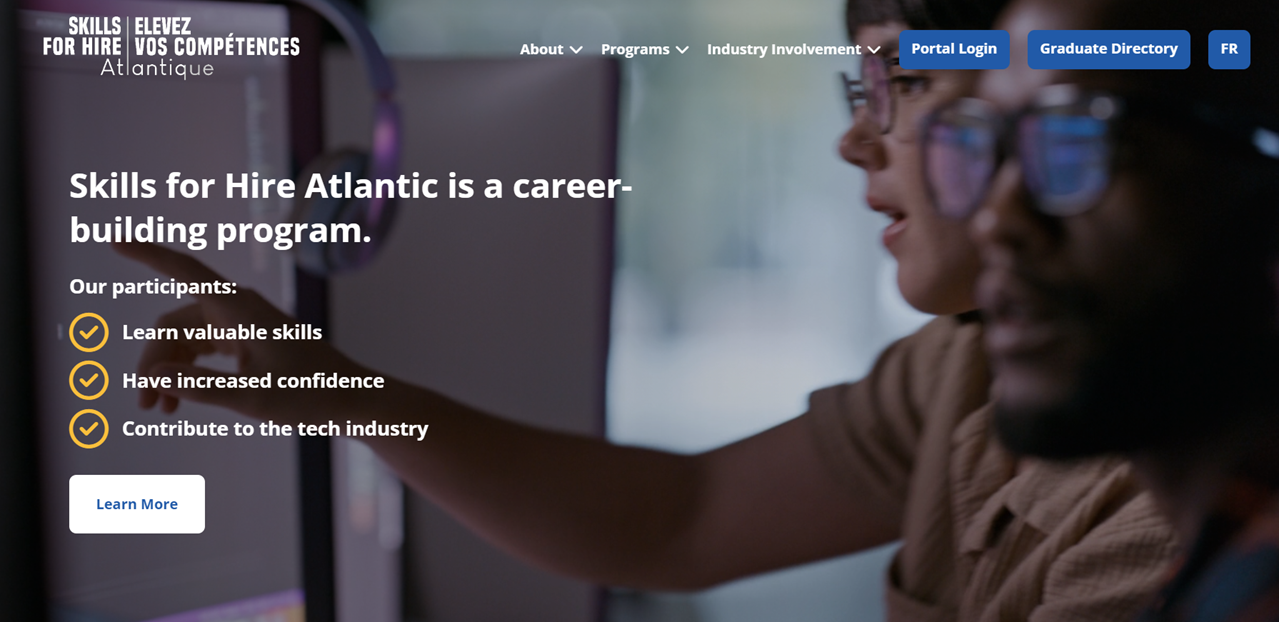 SKILLS ELEVEZ
FOR HIRE VOS COMPÉTENCES
Atlantique
About Programs Industry Involvement Portal Login Graduate Directory FR
Skills for Hire Atlantic is a career-
building program.
Our participants:
Learn valuable skills
Have increased confidence
Contribute to the tech industry
Learn More